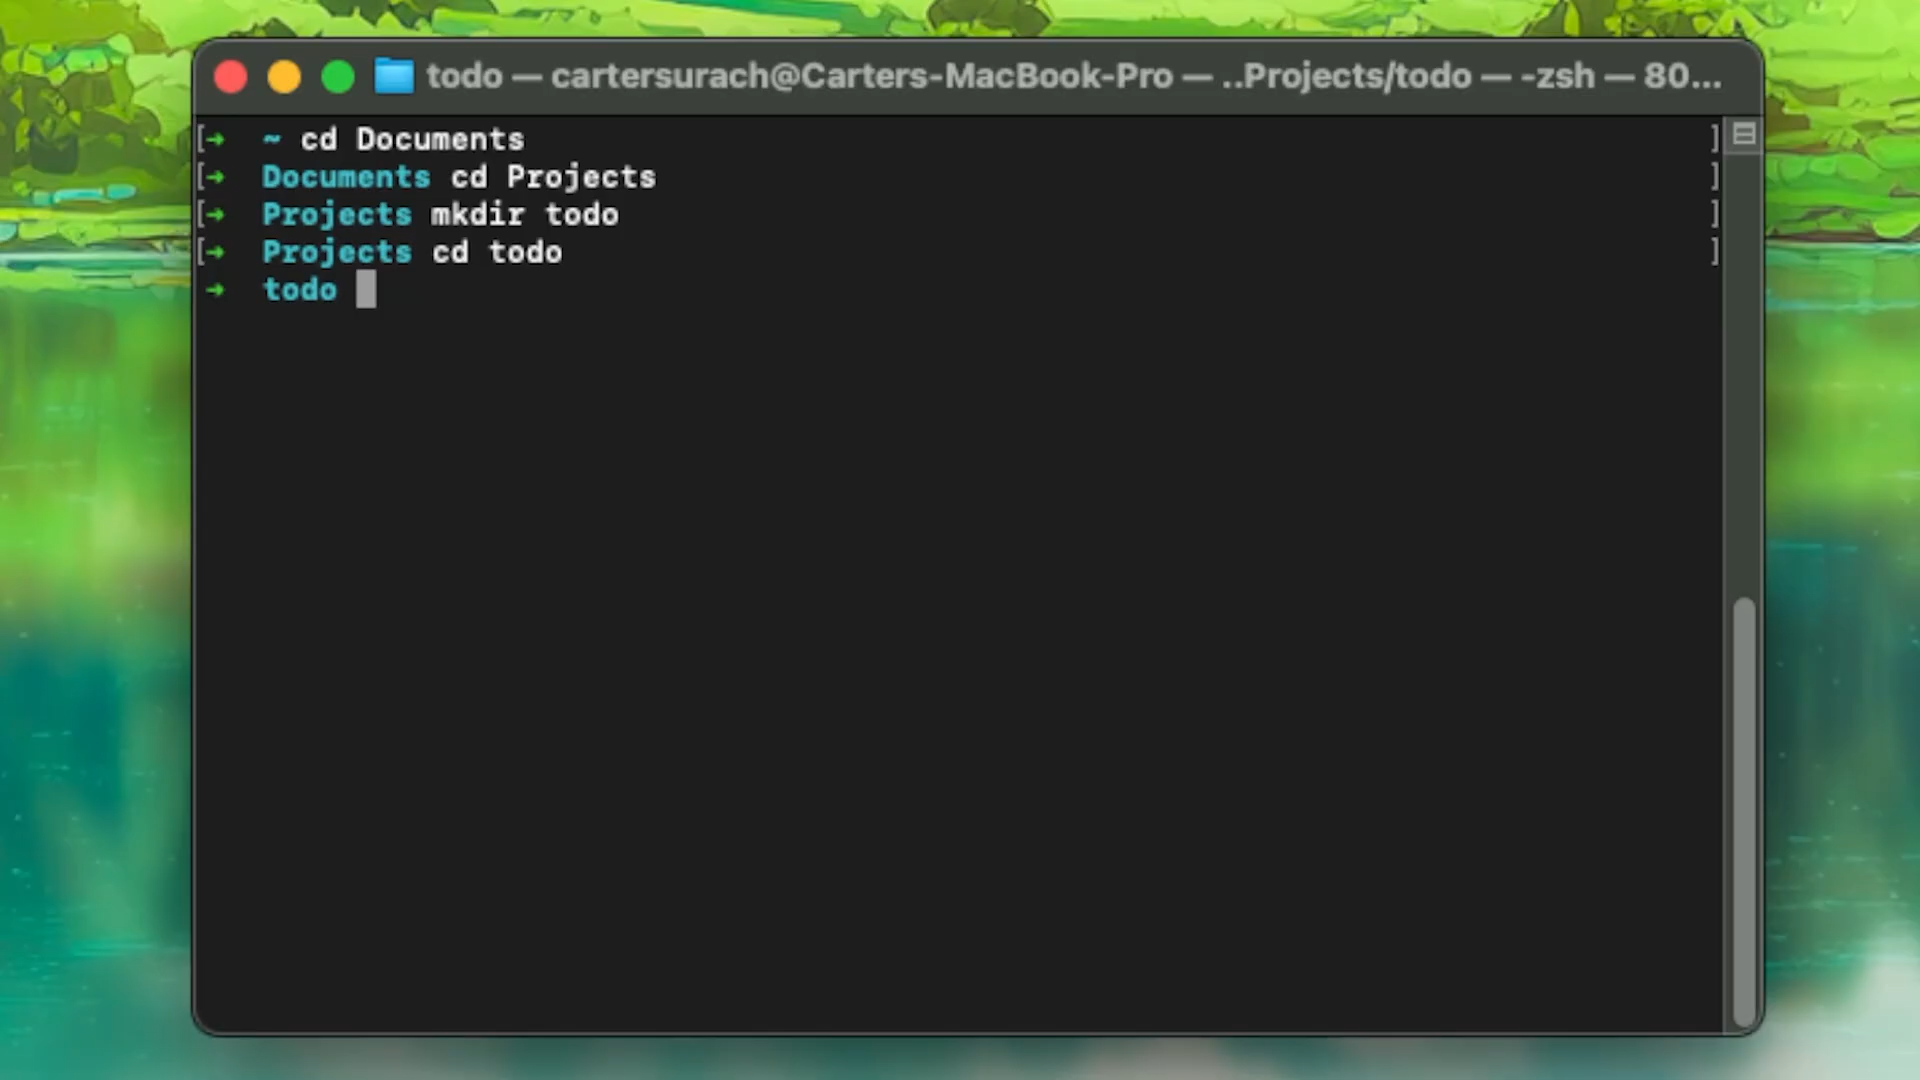 todo — cartersurach@Carters-MacBook-Pro — ..Projects/todo — -zsh — 80...
[➜  ~ cd Documents ]
[➜  Documents cd Projects ]
[➜  Projects mkdir todo ]
[➜  Projects cd todo ]
➜  todo